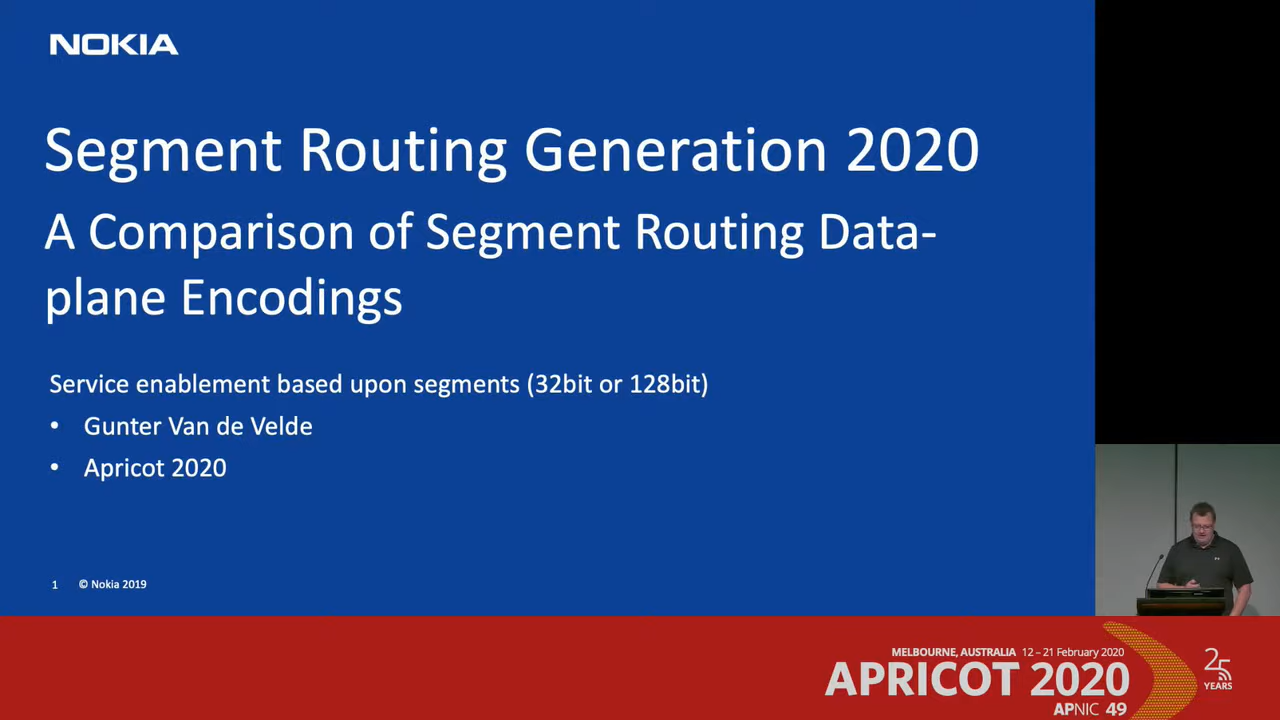 NOKIA
Segment Routing Generation 2020
A Comparison of Segment Routing Data-
plane Encodings
Service enablement based upon segments (32bit or 128bit)
• Gunter Van de Velde
• Apricot 2020
1 © Nokia 2019
MELBOURNE, AUSTRALIA 12 – 21 February 2020
APRICOT 2020
APNIC 49
25
YEARS